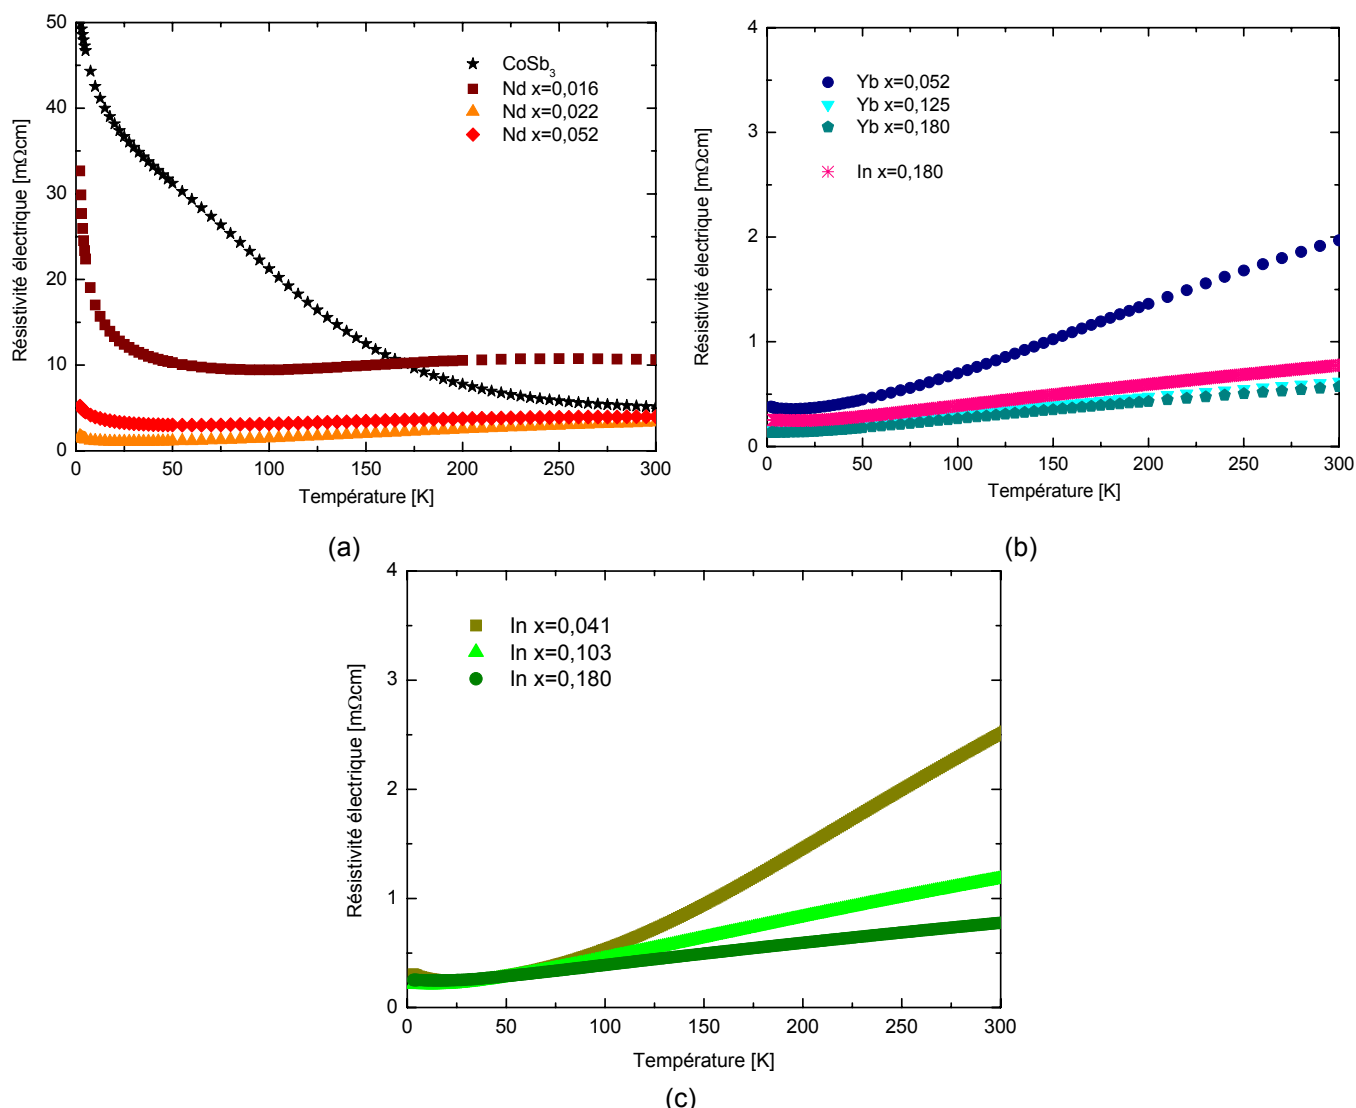 50
40
30
20
10
0
0 50 100 150 200 250 300
Résistivité électrique [mΩcm]
Température [K]
CoSb3
Nd x=0,016
Nd x=0,022
Nd x=0,052
(a)
4
3
2
1
0
0 50 100 150 200 250 300
Résistivité électrique [mΩcm]
Température [K]
Yb x=0,052
Yb x=0,125
Yb x=0,180
In x=0,180
(b)
4
3
2
1
0
0 50 100 150 200 250 300
Résistivité électrique [mΩcm]
Température [K]
In x=0,041
In x=0,103
In x=0,180
(c)